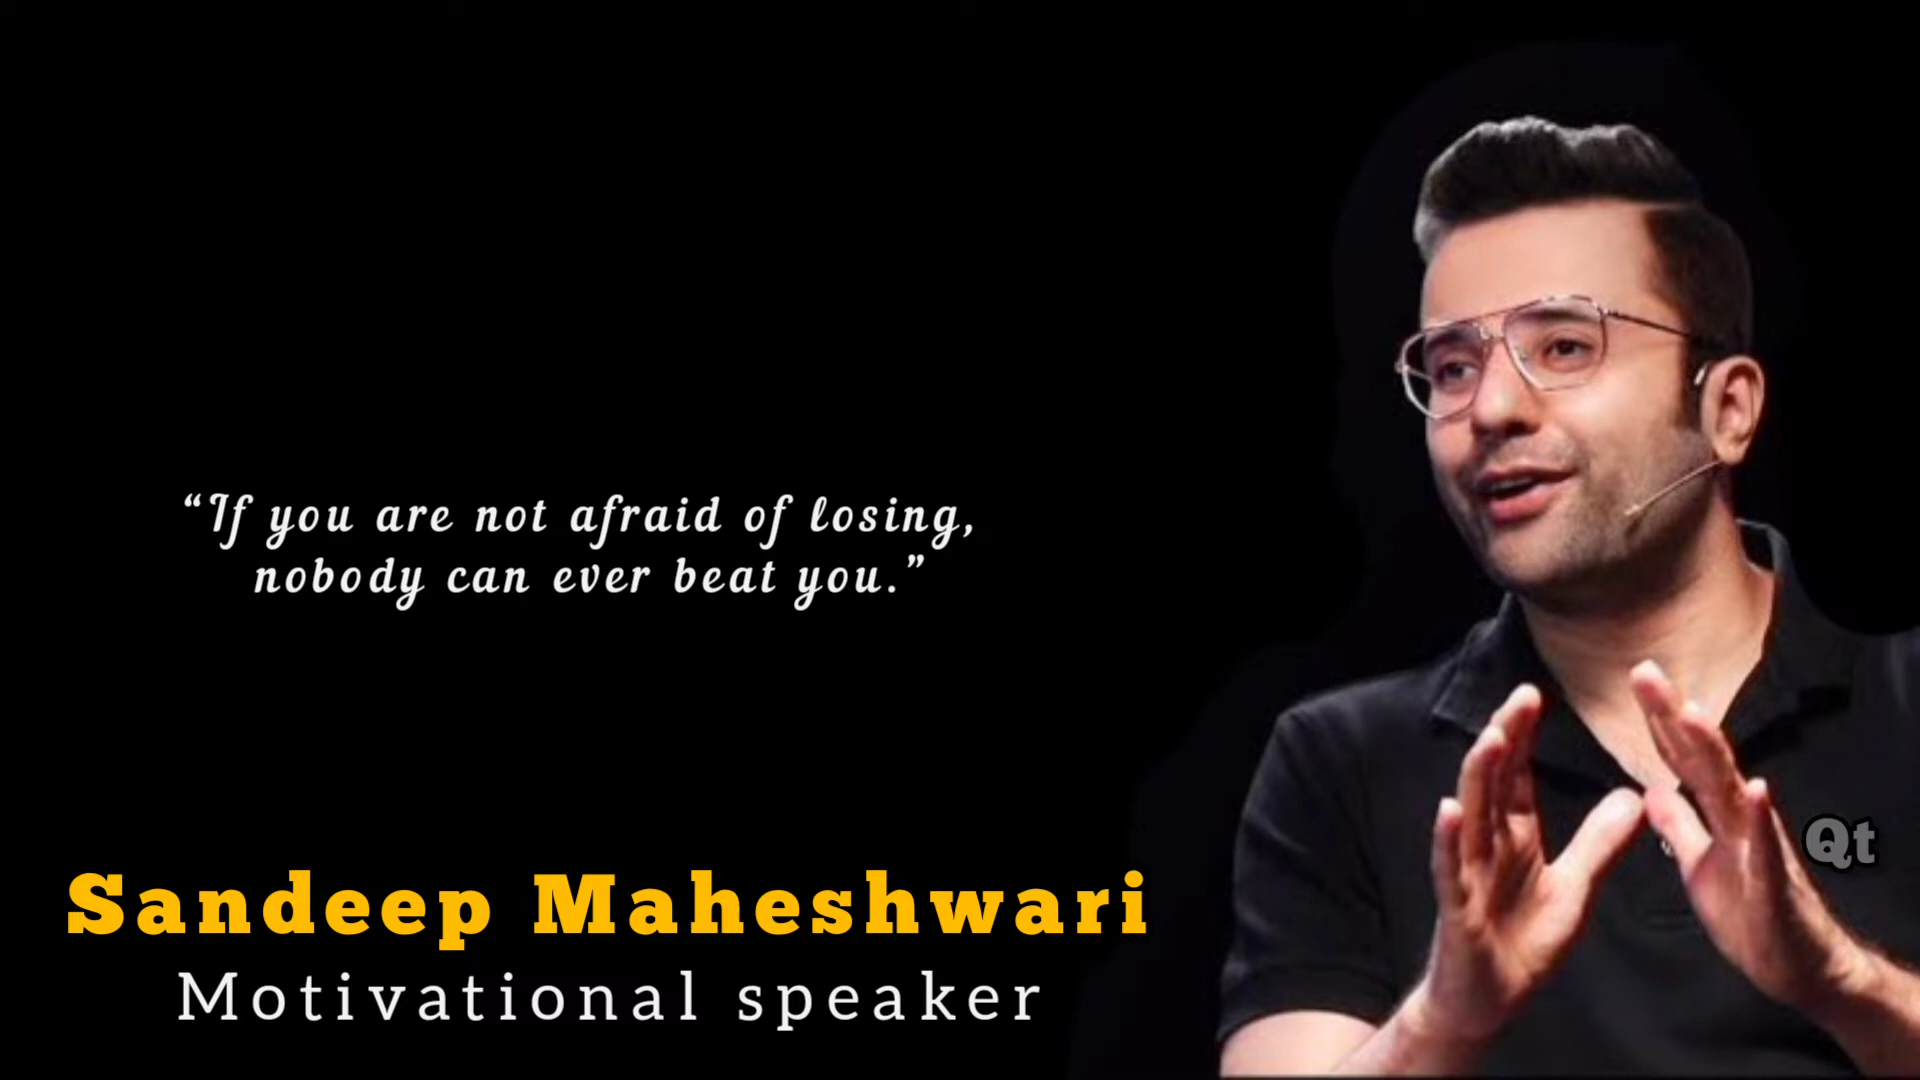 “If you are not afraid of losing,
nobody can ever beat you.”
Sandeep Maheshwari
Motivational speaker
Qt